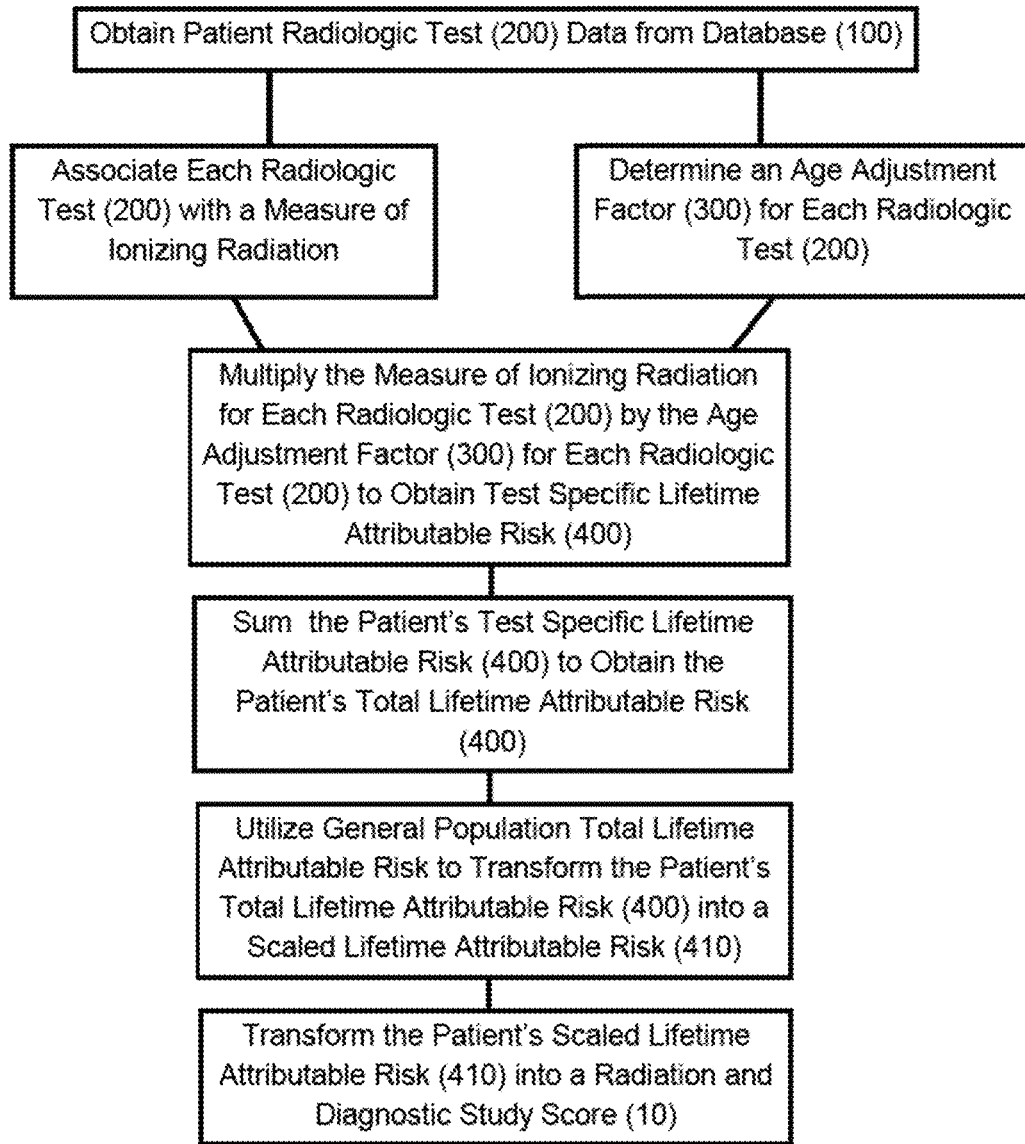 Obtain Patient Radiologic Test (200) Data from Database (100)
Associate Each Radiologic
Test (200) with a Measure of
Ionizing Radiation
Determine an Age Adjustment
Factor (300) for Each Radiologic
Test (200)
Multiply the Measure of Ionizing Radiation
for Each Radiologic Test (200) by the Age
Adjustment Factor (300) for Each Radiologic
Test (200) to Obtain Test Specific Lifetime
Attributable Risk (400)
Sum the Patient's Test Specific Lifetime
Attributable Risk (400) to Obtain the
Patient's Total Lifetime Attributable Risk
(400)
Utilize General Population Total Lifetime
Attributable Risk to Transform the Patient's
Total Lifetime Attributable Risk (400) into a
Scaled Lifetime Attributable Risk (410)
Transform the Patient's Scaled Lifetime
Attributable Risk (410) into a Radiation and
Diagnostic Study Score (10)